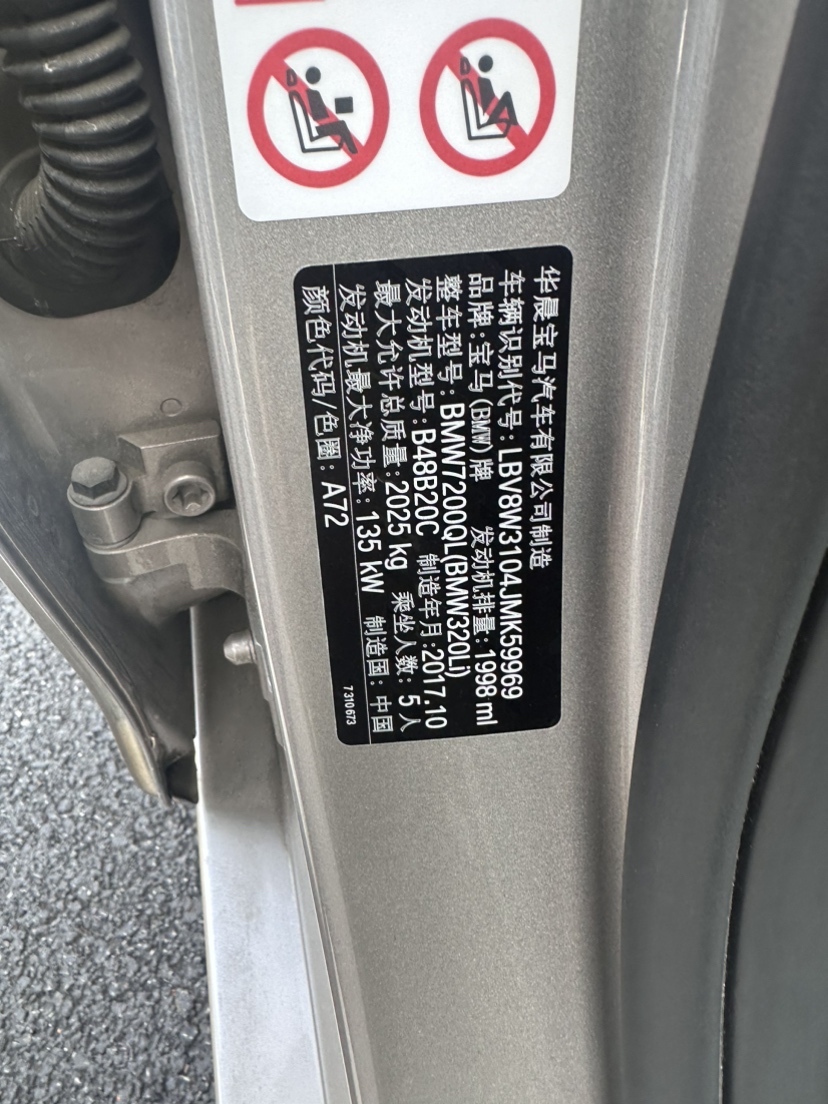 华晨宝马汽车有限公司制造
车辆识别代号:LBV8W3104JMK59969
品牌:宝马(BMW)牌 发动机排量:1998 ml
整车型号:BMW7200QL(BMW320Li)
发动机型号:B48B20C 制造年月:2017.10
最大允许总质量:2025 kg 乘坐人数:5人
发动机最大净功率:135 kW 制造国:中国
颜色代码/色圈:A72
7310673